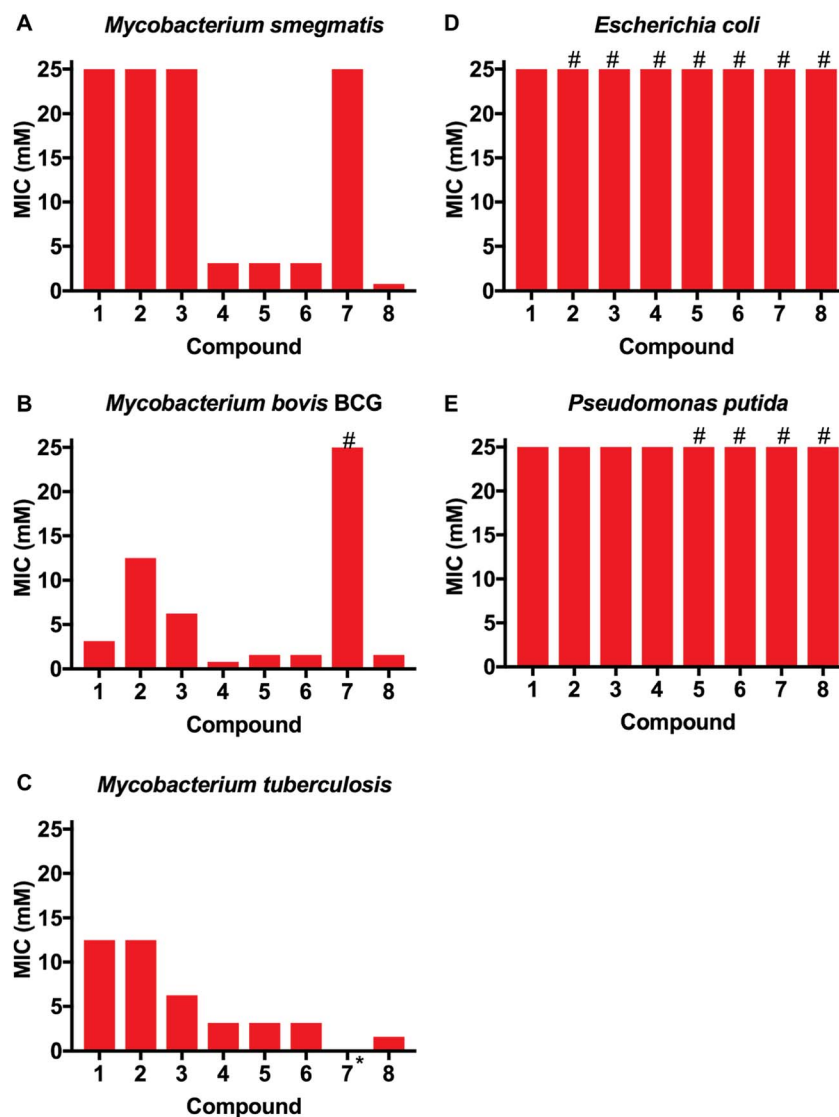 A Mycobacterium smegmatis
25
20
15
10
5
0
MIC (mM)
1 2 3 4 5 6 7 8
Compound
B Mycobacterium bovis BCG
#
25
20
15
10
5
0
MIC (mM)
1 2 3 4 5 6 7 8
Compound
C Mycobacterium tuberculosis
25
20
15
10
5
0
MIC (mM)
1 2 3 4 5 6 7 * 8
Compound
D Escherichia coli
# # # # # # #
25
20
15
10
5
0
MIC (mM)
1 2 3 4 5 6 7 8
Compound
E Pseudomonas putida
# # # #
25
20
15
10
5
0
MIC (mM)
1 2 3 4 5 6 7 8
Compound